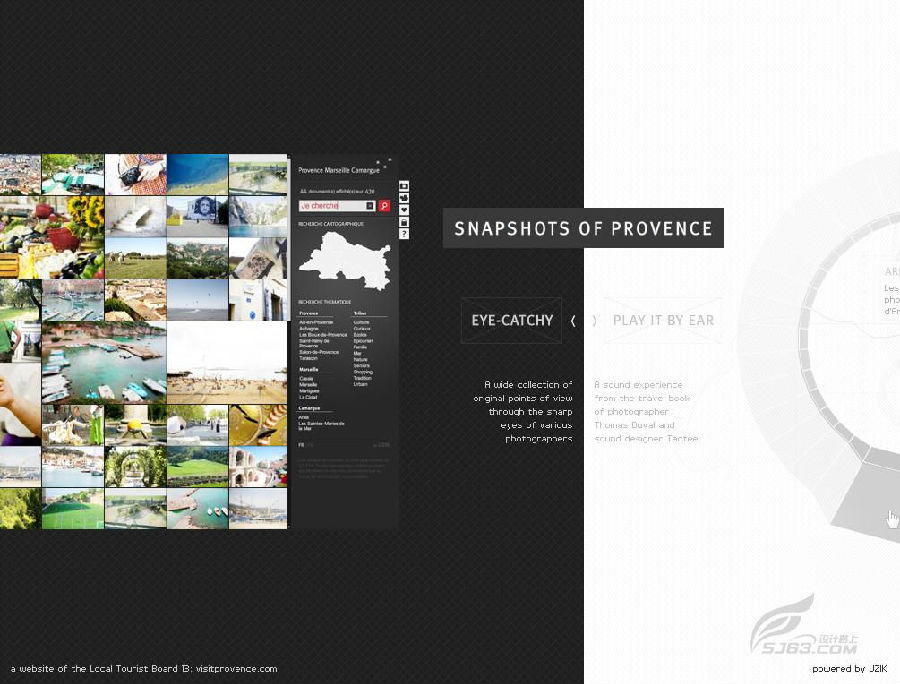 Provence Marseille Camargue
Je cherche
RECHERCHE CARTOGRAPHIQUE
RECHERCHE THEMATIQUE
Provence
Aix-en-Provence
Aubagne
Les Baux-de-Provence
Saint-Rémy de
Provence
Salon-de-Provence
Tarascon
Marseille
Cassis
Marseille
Martigues
La Ciotat
Camargue
Arles
Les Saintes-Maries de
la Mer
Culture
Ecoles
Epicurien
Famille
Mer
Nature
Seniors
Shopping
Tradition
Urbain
FR
?
SNAPSHOTS OF PROVENCE
EYE-CATCHY
PLAY IT BY EAR
A wide collection of
original points of view
through the sharp
eyes of various
photographers
A sound experience
from the travel book
of photographer
Thomas Duval and
sound designer Tactee
Les
pho
a website of the Local Tourist Board 13: visitprovence.com
设计路上
SJ63.COM
powered by UZIK